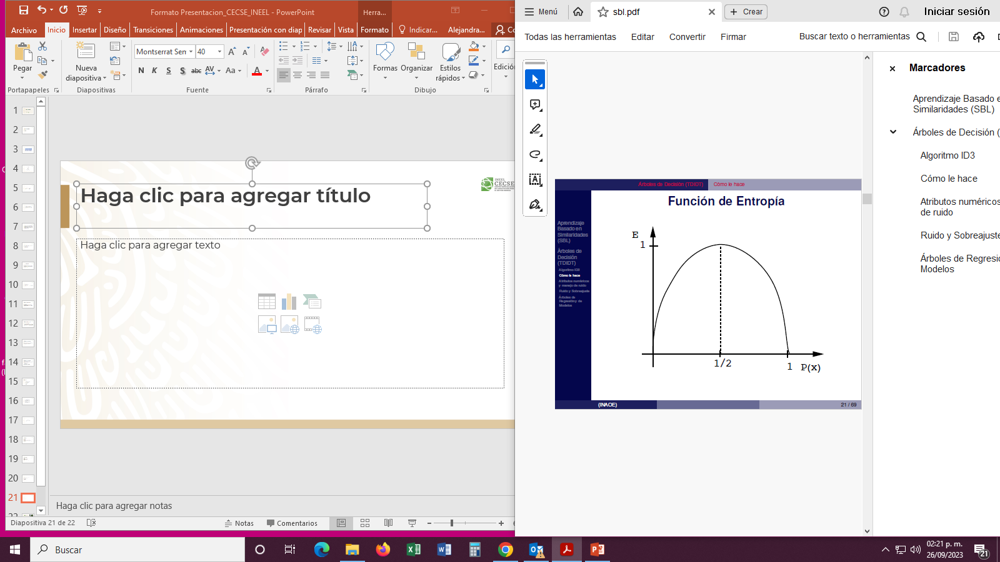 Formato Presentacion_CECSE_INEEL - PowerPoint
Herra...
Archivo
Inicio
Insertar
Diseño
Transiciones
Animaciones
Presentación con diap
Revisar
Vista
Formato
Indicar...
Alejandra...
Co
Pegar
Nueva
diapositiva
Montserrat Sen
40
N K S S abc AV Aa A
Formas
Organizar
Estilos
rápidos
Edición
Portapapeles
Diapositivas
Fuente
Párrafo
Dibujo
1
2
3
4
5
6
7
8
9
10
11
12
13
14
15
16
17
18
19
20
21
22
Haga clic para agregar título
INEEL
CECSE
Haga clic para agregar texto
Haga clic para agregar notas
Diapositiva 21 de 22
Notas
Comentarios
Menú
sbl.pdf
Crear
Iniciar sesión
Todas las herramientas
Editar
Convertir
Firmar
Buscar texto o herramientas
Marcadores
Aprendizaje Basado e
Similaridades (SBL)
Árboles de Decisión (
Algoritmo ID3
Cómo le hace
Atributos numéricos
de ruido
Ruido y Sobreajuste
Árboles de Regresió
Modelos
Árboles de Decisión (TDIDT)
Cómo le hace
Función de Entropía
Aprendizaje
Basado en
Similaridades
(SBL)
Árboles de
Decisión
(TDIDT)
Algoritmo ID3
Cómo le hace
Atributos numéricos
y manejo de ruido
Ruido y Sobreajuste
Árboles de
Regresión y de
Modelos
E
1
1/2
1
P(x)
(INAOE)
21 / 69
Buscar
02:21 p. m.
26/09/2023
21